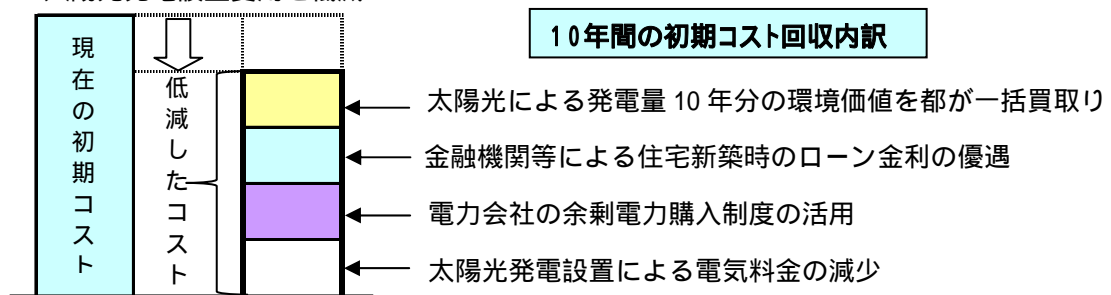 10年間の初期コスト回収内訳
現在の初期コスト
低減したコスト
太陽光による発電量 10 年分の環境価値を都が一括買取り
金融機関等による住宅新築時のローン金利の優遇
電力会社の余剰電力購入制度の活用
太陽光発電設置による電気料金の減少